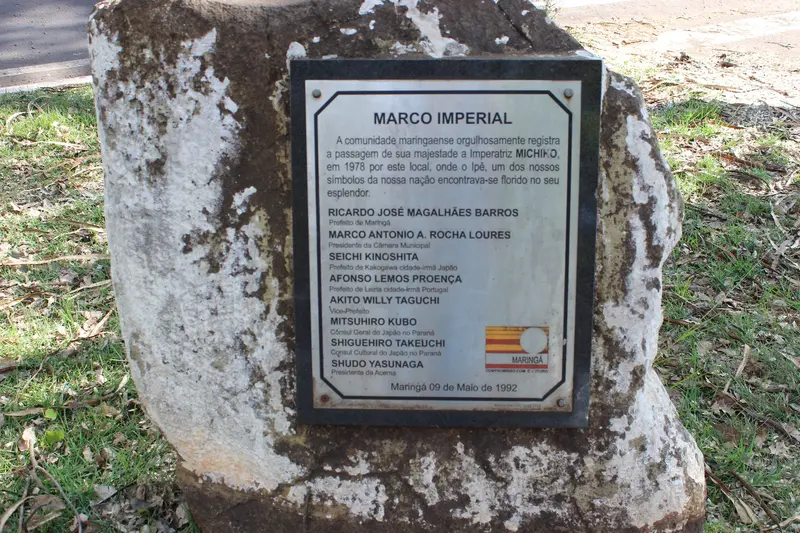 MARCO IMPERIAL
A comunidade maringaense orgulhosamente registra
a passagem de sua majestade a Imperatriz MICHIKO,
em 1978 por este local, onde o Ipé, um dos nossos
símbolos da nossa nação encontrava-se florido no seu
esplendor.
RICARDO JOSÉ MAGALHÃES BARROS
Prefeito de Maringá
MARCO ANTONIO A. ROCHA LOURES
Presidente da Câmara Municipal
SEICHI KINOSHITA
Prefeito de Kakogawa cidade-irmã Japão
AFONSO LEMOS PROENÇA
Prefeito de Leiria cidade-irmã Portugal
AKITO WILLY TAGUCHI
Vice-Prefeito
MITSUHIRO KUBO
Cônsul Geral do Japão no Paraná
SHIGUEHIRO TAKEUCHI
Consul Cultural do Japão no Paraná
SHUDO YASUNAGA
Presidente da Acema
MARINGÁ
Maringá 09 de Maio de 1992